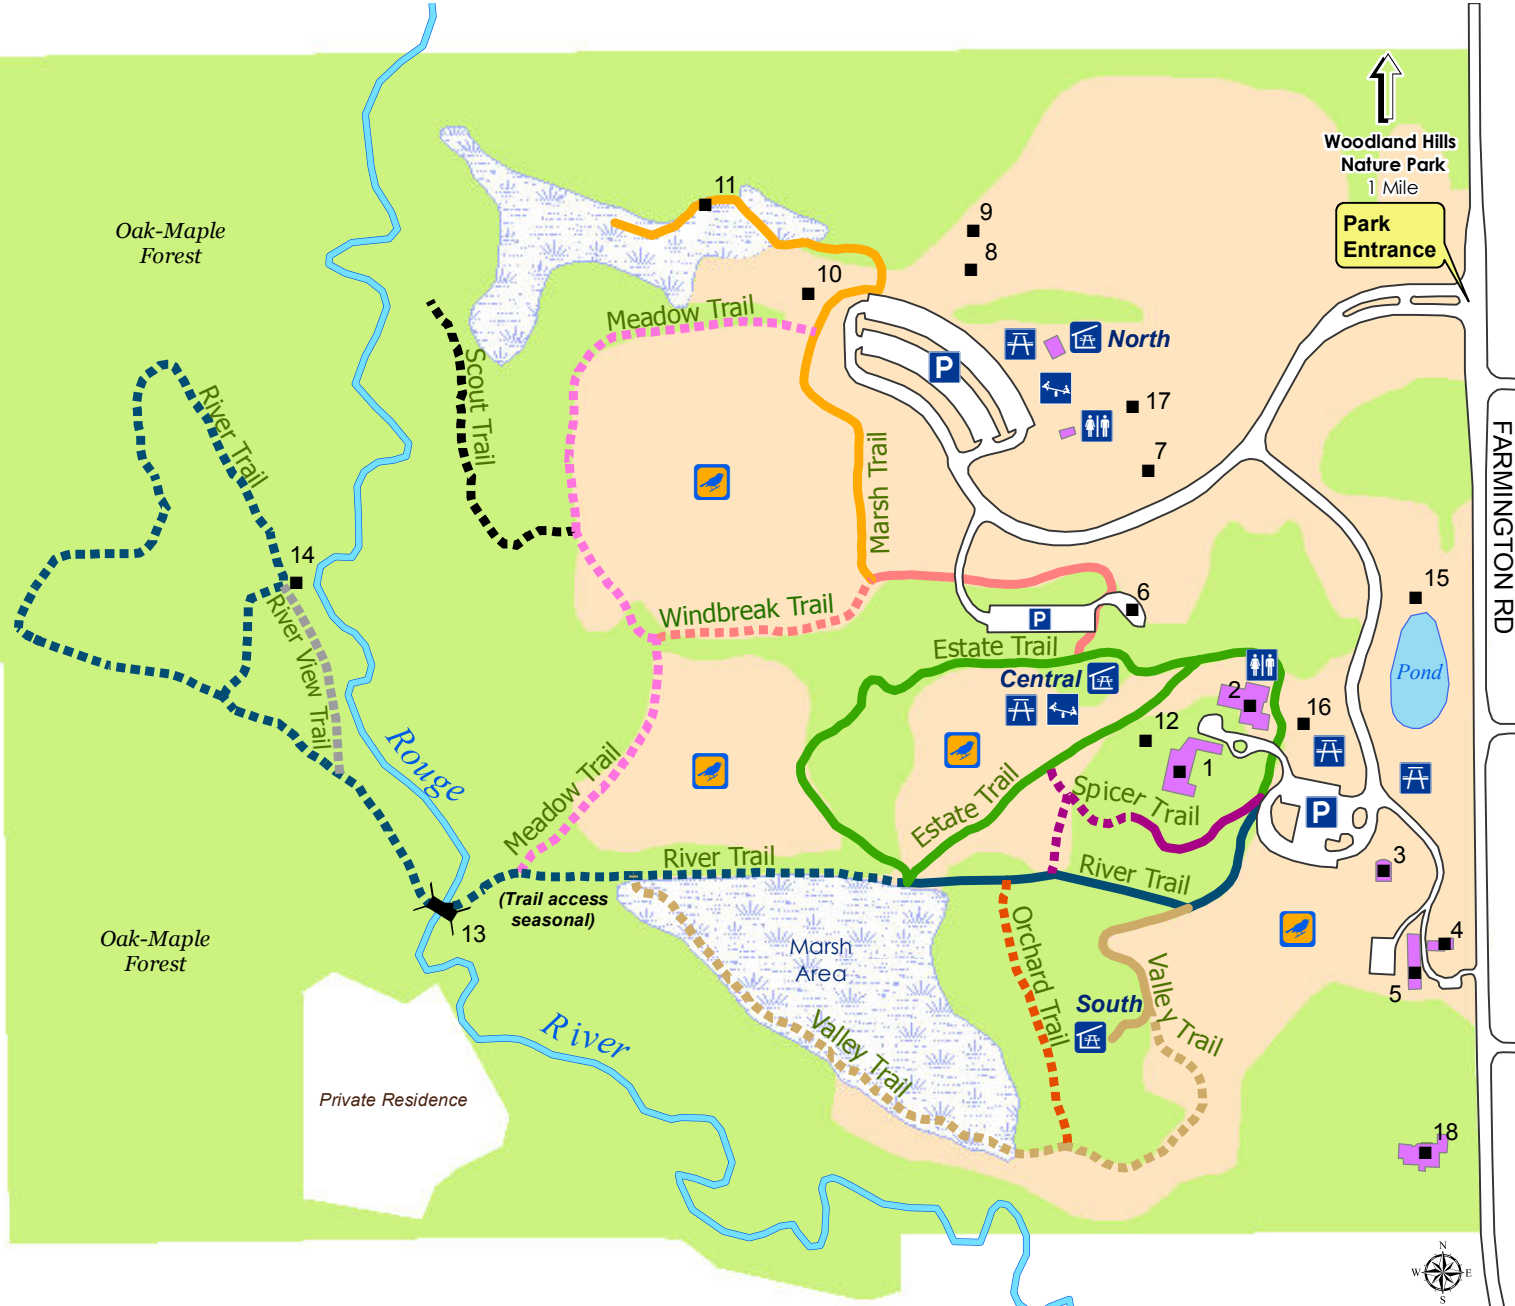 Woodland Hills
Nature Park
1 Mile
Park
Entrance
11
9
8
10
Oak-Maple
Forest
Meadow Trail
North
P
17
7
Scout Trail
River Trail
Marsh Trail
FARMINGTON RD
14
15
6
P
Windbreak Trail
River View Trail
Estate Trail
Central
Pond
2
16
12
1
Rouge
Meadow Trail
Estate Trail
Spicer Trail
P
River Trail
River Trail
3
(Trail access
seasonal)
13
Oak-Maple
Forest
Marsh
Area
Orchard Trail
Valley Trail
4
5
South
River
Valley Trail
Private Residence
18
N
W
E
S